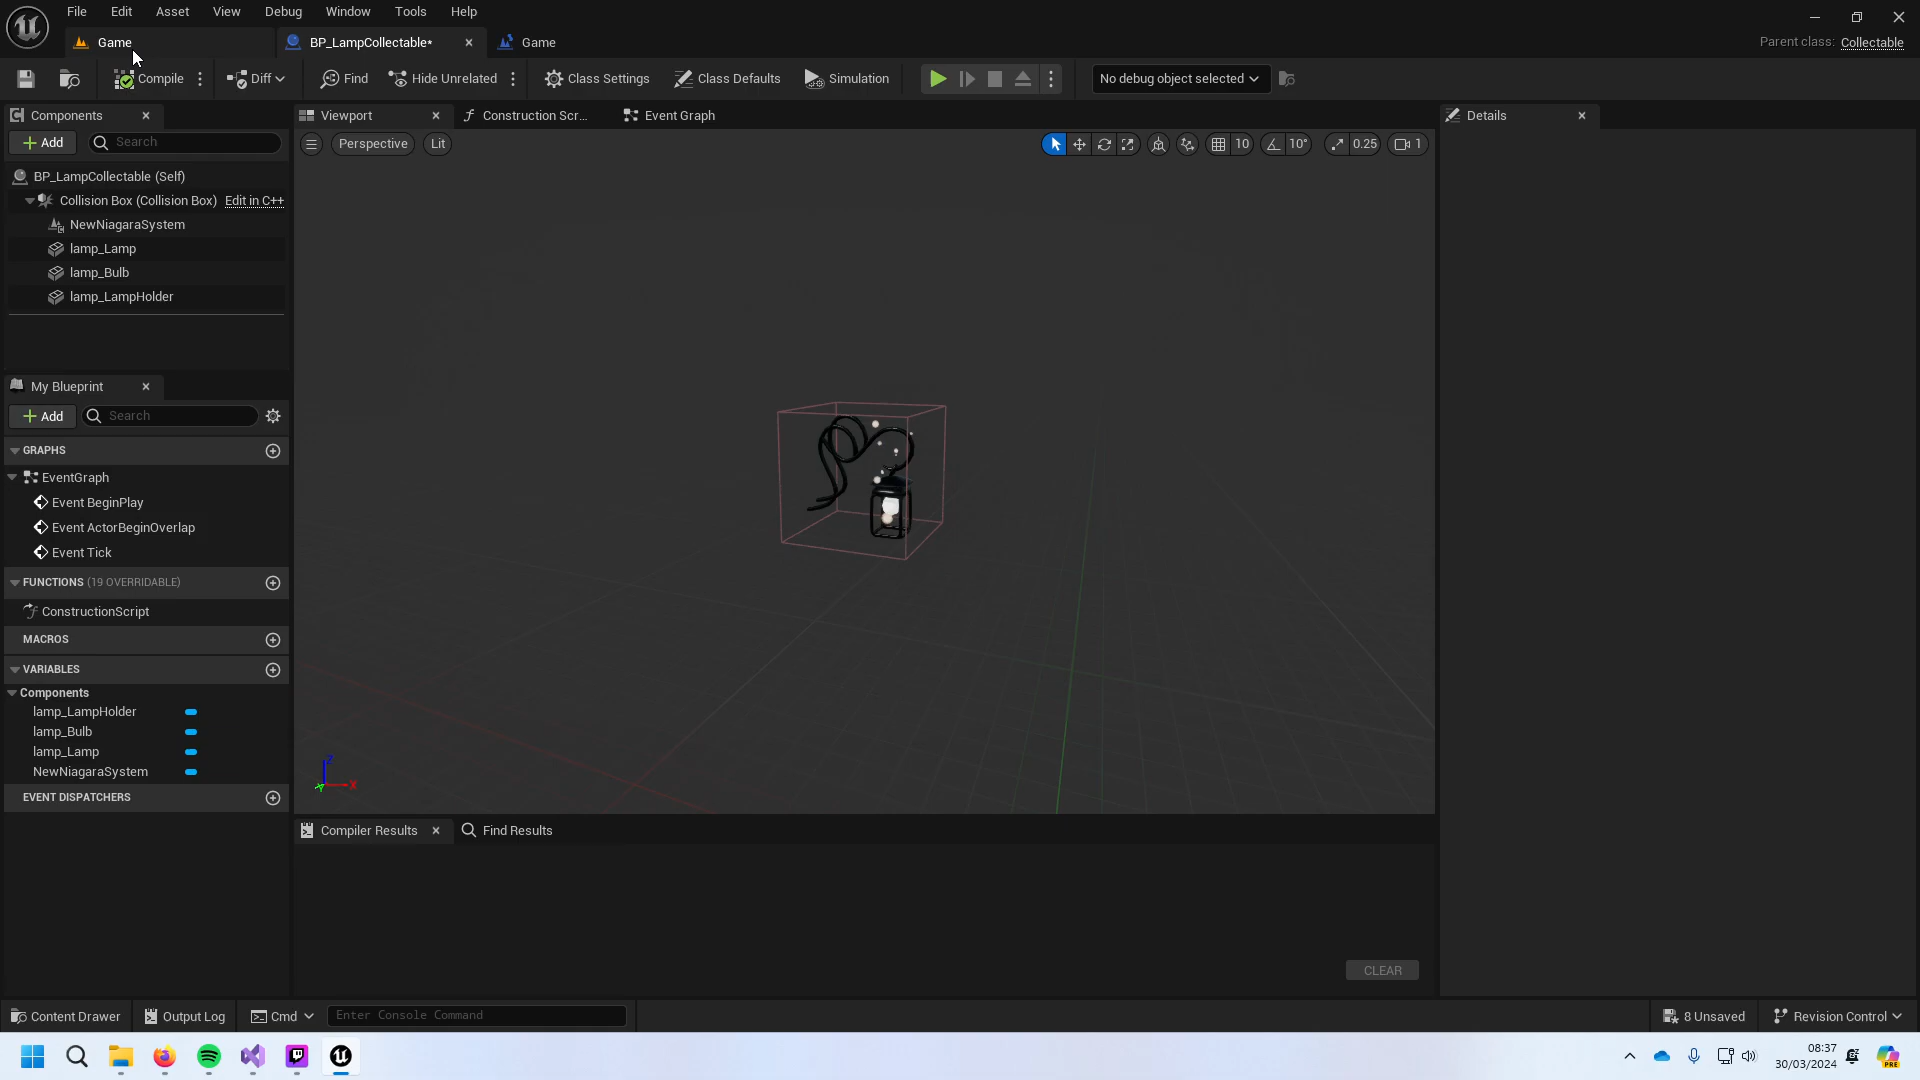 File Edit Asset View Debug Window Tools Help
Game BP_LampCollectable* Game
Parent class: Collectable
Compile Diff Find Hide Unrelated Class Settings Class Defaults Simulation No debug object selected
Components
Add Search
BP_LampCollectable (Self)
Collision Box (Collision Box) Edit in C++
NewNiagaraSystem
lamp_Lamp
lamp_Bulb
lamp_LampHolder
My Blueprint
Add Search
GRAPHS
EventGraph
Event BeginPlay
Event ActorBeginOverlap
Event Tick
FUNCTIONS (19 OVERRIDABLE)
ConstructionScript
MACROS
VARIABLES
Components
lamp_LampHolder
lamp_Bulb
lamp_Lamp
NewNiagaraSystem
EVENT DISPATCHERS
Viewport Construction Scr... Event Graph
Perspective Lit 10 10° 0.25 1
Z
X
Y
Compiler Results Find Results
CLEAR
Details
Content Drawer Output Log Cmd Enter Console Command 8 Unsaved Revision Control
08:37
30/03/2024
PRE